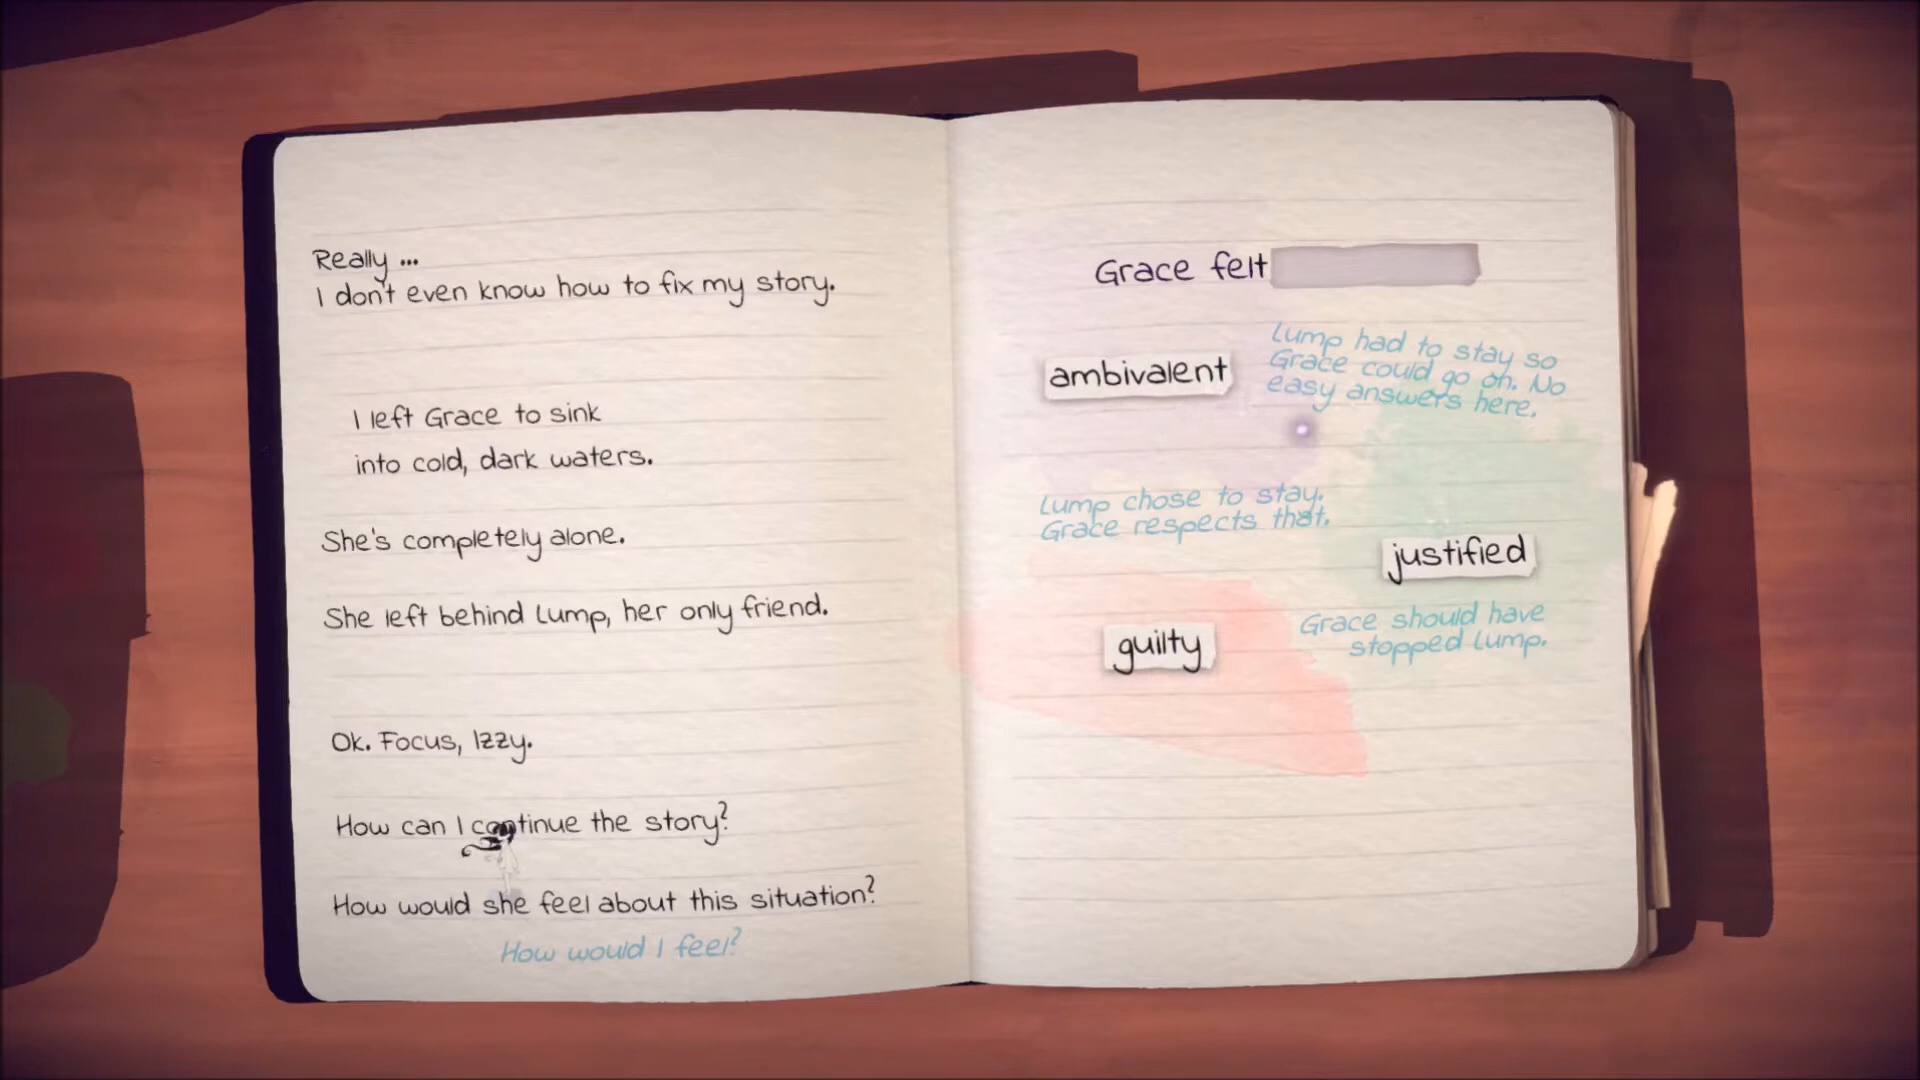 Really ...
I don't even know how to fix my story.
I left Grace to sink
into cold, dark waters.
She's completely alone.
She left behind Lump, her only friend.
Ok. Focus, Izzy.
How can I continue the story?
How would she feel about this situation?
How would I feel?
Grace felt
ambivalent
Lump had to stay so
Grace could go on. No
easy answers here.
Lump chose to stay.
Grace respects that.
justified
guilty
Grace should have
stopped Lump.